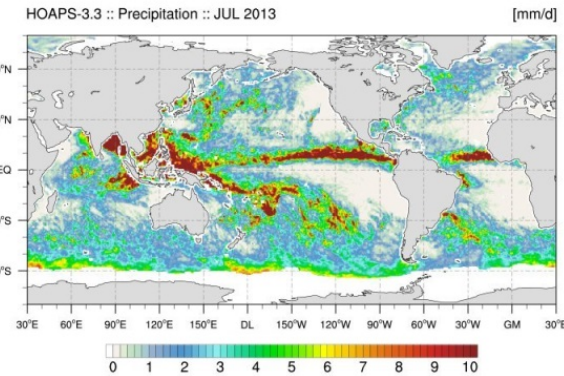 HOAPS-3.3 :: Precipitation :: JUL 2013 [mm/d]
°N
°N
EQ
°S
°S
30°E 60°E 90°E 120°E 150°E DL 150°W 120°W 90°W 60°W 30°W GM 30°E
0 1 2 3 4 5 6 7 8 9 10